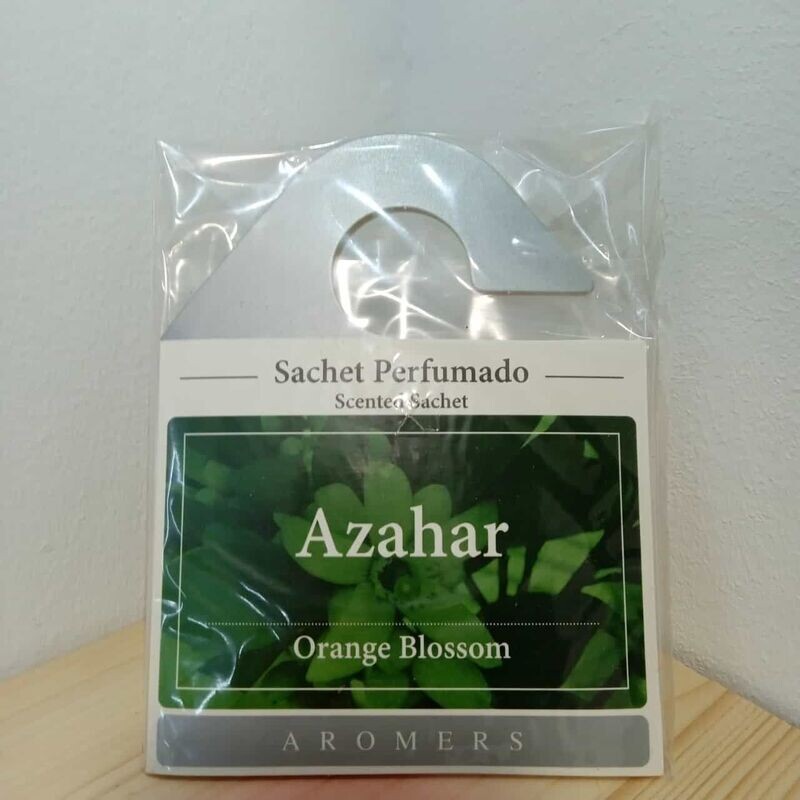 Sachet Perfumado
Scented Sachet
Azahar
Orange Blossom
AROMERS